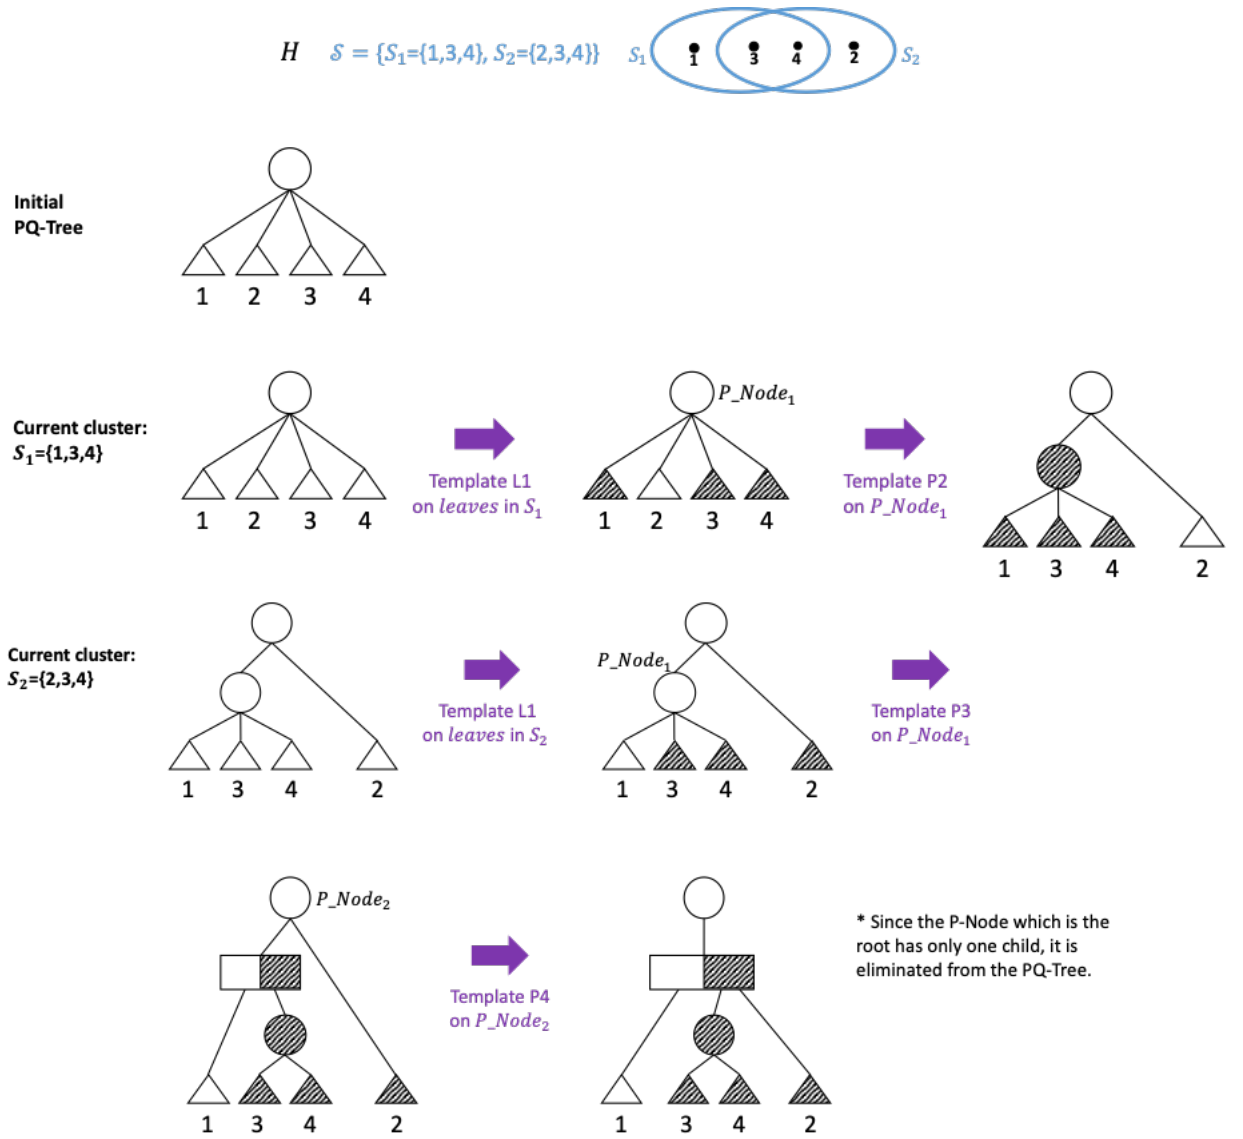 H 𝒮 = {S₁={1,3,4}, S₂={2,3,4}} S₁ 1 3 4 2 S₂
Initial
PQ-Tree
1 2 3 4
Current cluster:
S₁={1,3,4}
P_Node₁
Template L1
on leaves in S₁
Template P2
on P_Node₁
1 2 3 4
1 2 3 4
1 3 4 2
Current cluster:
S₂={2,3,4}
P_Node₁
Template L1
on leaves in S₂
Template P3
on P_Node₁
1 3 4 2
1 3 4 2
P_Node₂
Template P4
on P_Node₂
* Since the P-Node which is the
root has only one child, it is
eliminated from the PQ-Tree.
1 3 4 2
1 3 4 2